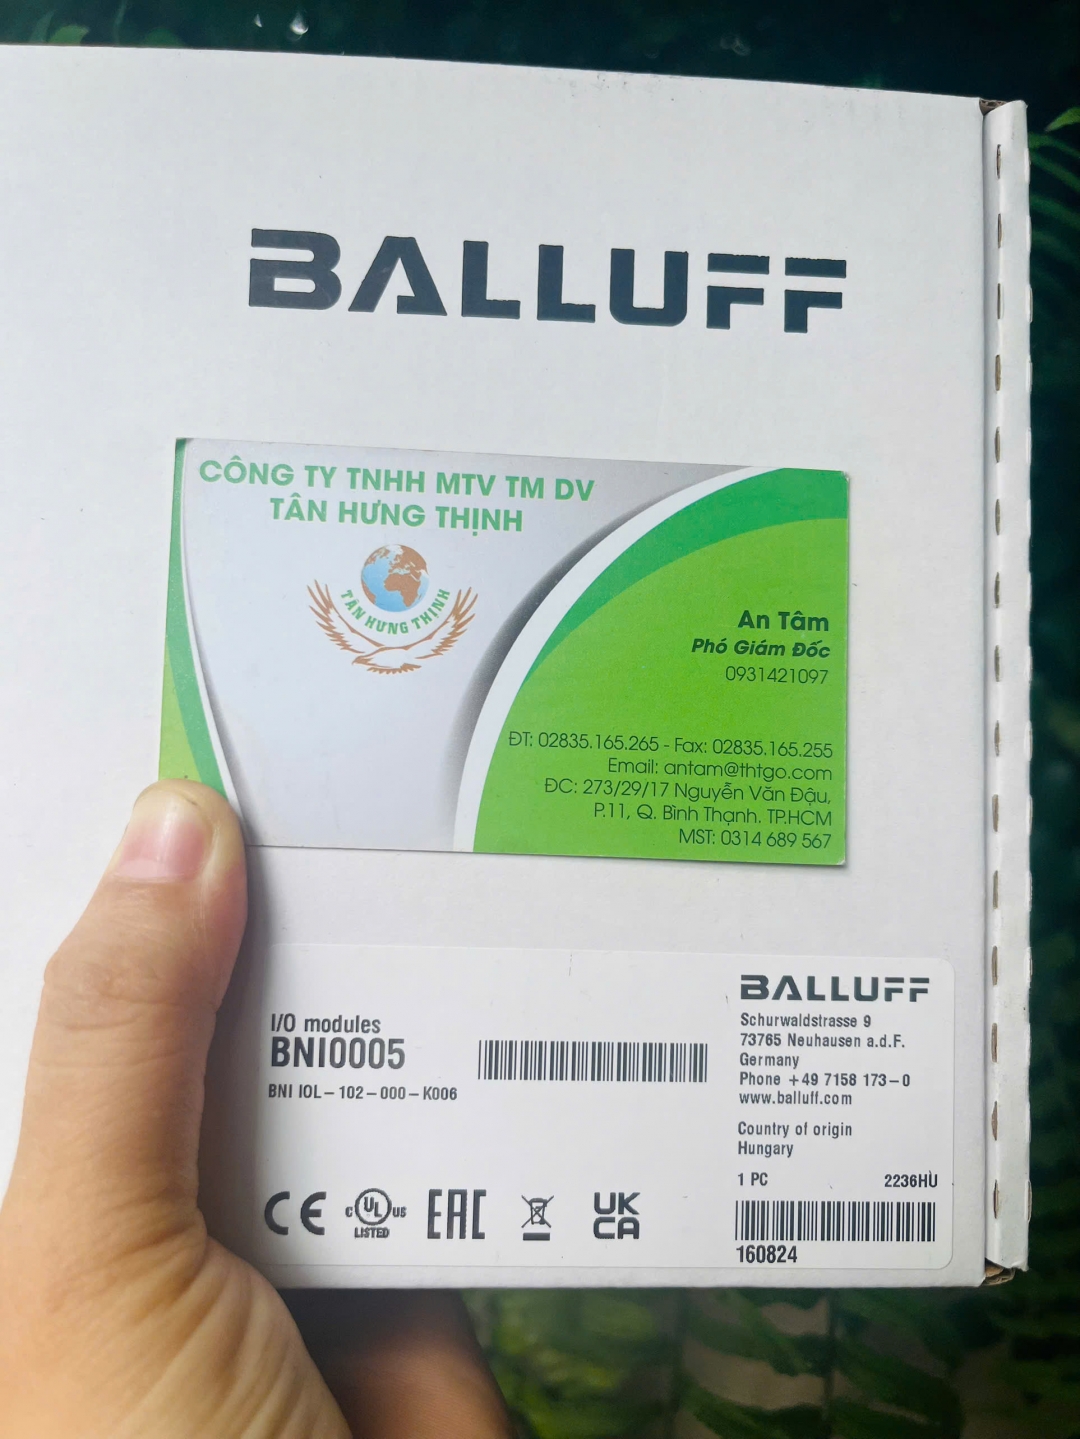 BALLUFF
CÔNG TY TNHH MTV TM DV
TÂN HƯNG THỊNH
TÂN HƯNG THỊNH
An Tâm
Phó Giám Đốc
0931421097
ĐT: 02835.165.265 - Fax: 02835.165.255
Email: antam@thtgo.com
ĐC: 273/29/17 Nguyễn Văn Đậu,
P.11, Q. Bình Thạnh. TP.HCM
MST: 0314 689 567
I/O modules
BNI0005
BNI IOL-102-000-K006
BALLUFF
Schurwaldstrasse 9
73765 Neuhausen a.d.F.
Germany
Phone +49 7158 173-0
www.balluff.com
Country of origin
Hungary
1 PC 2236HÙ
160824
CE
c UL us
LISTED
EAC
UK
CA